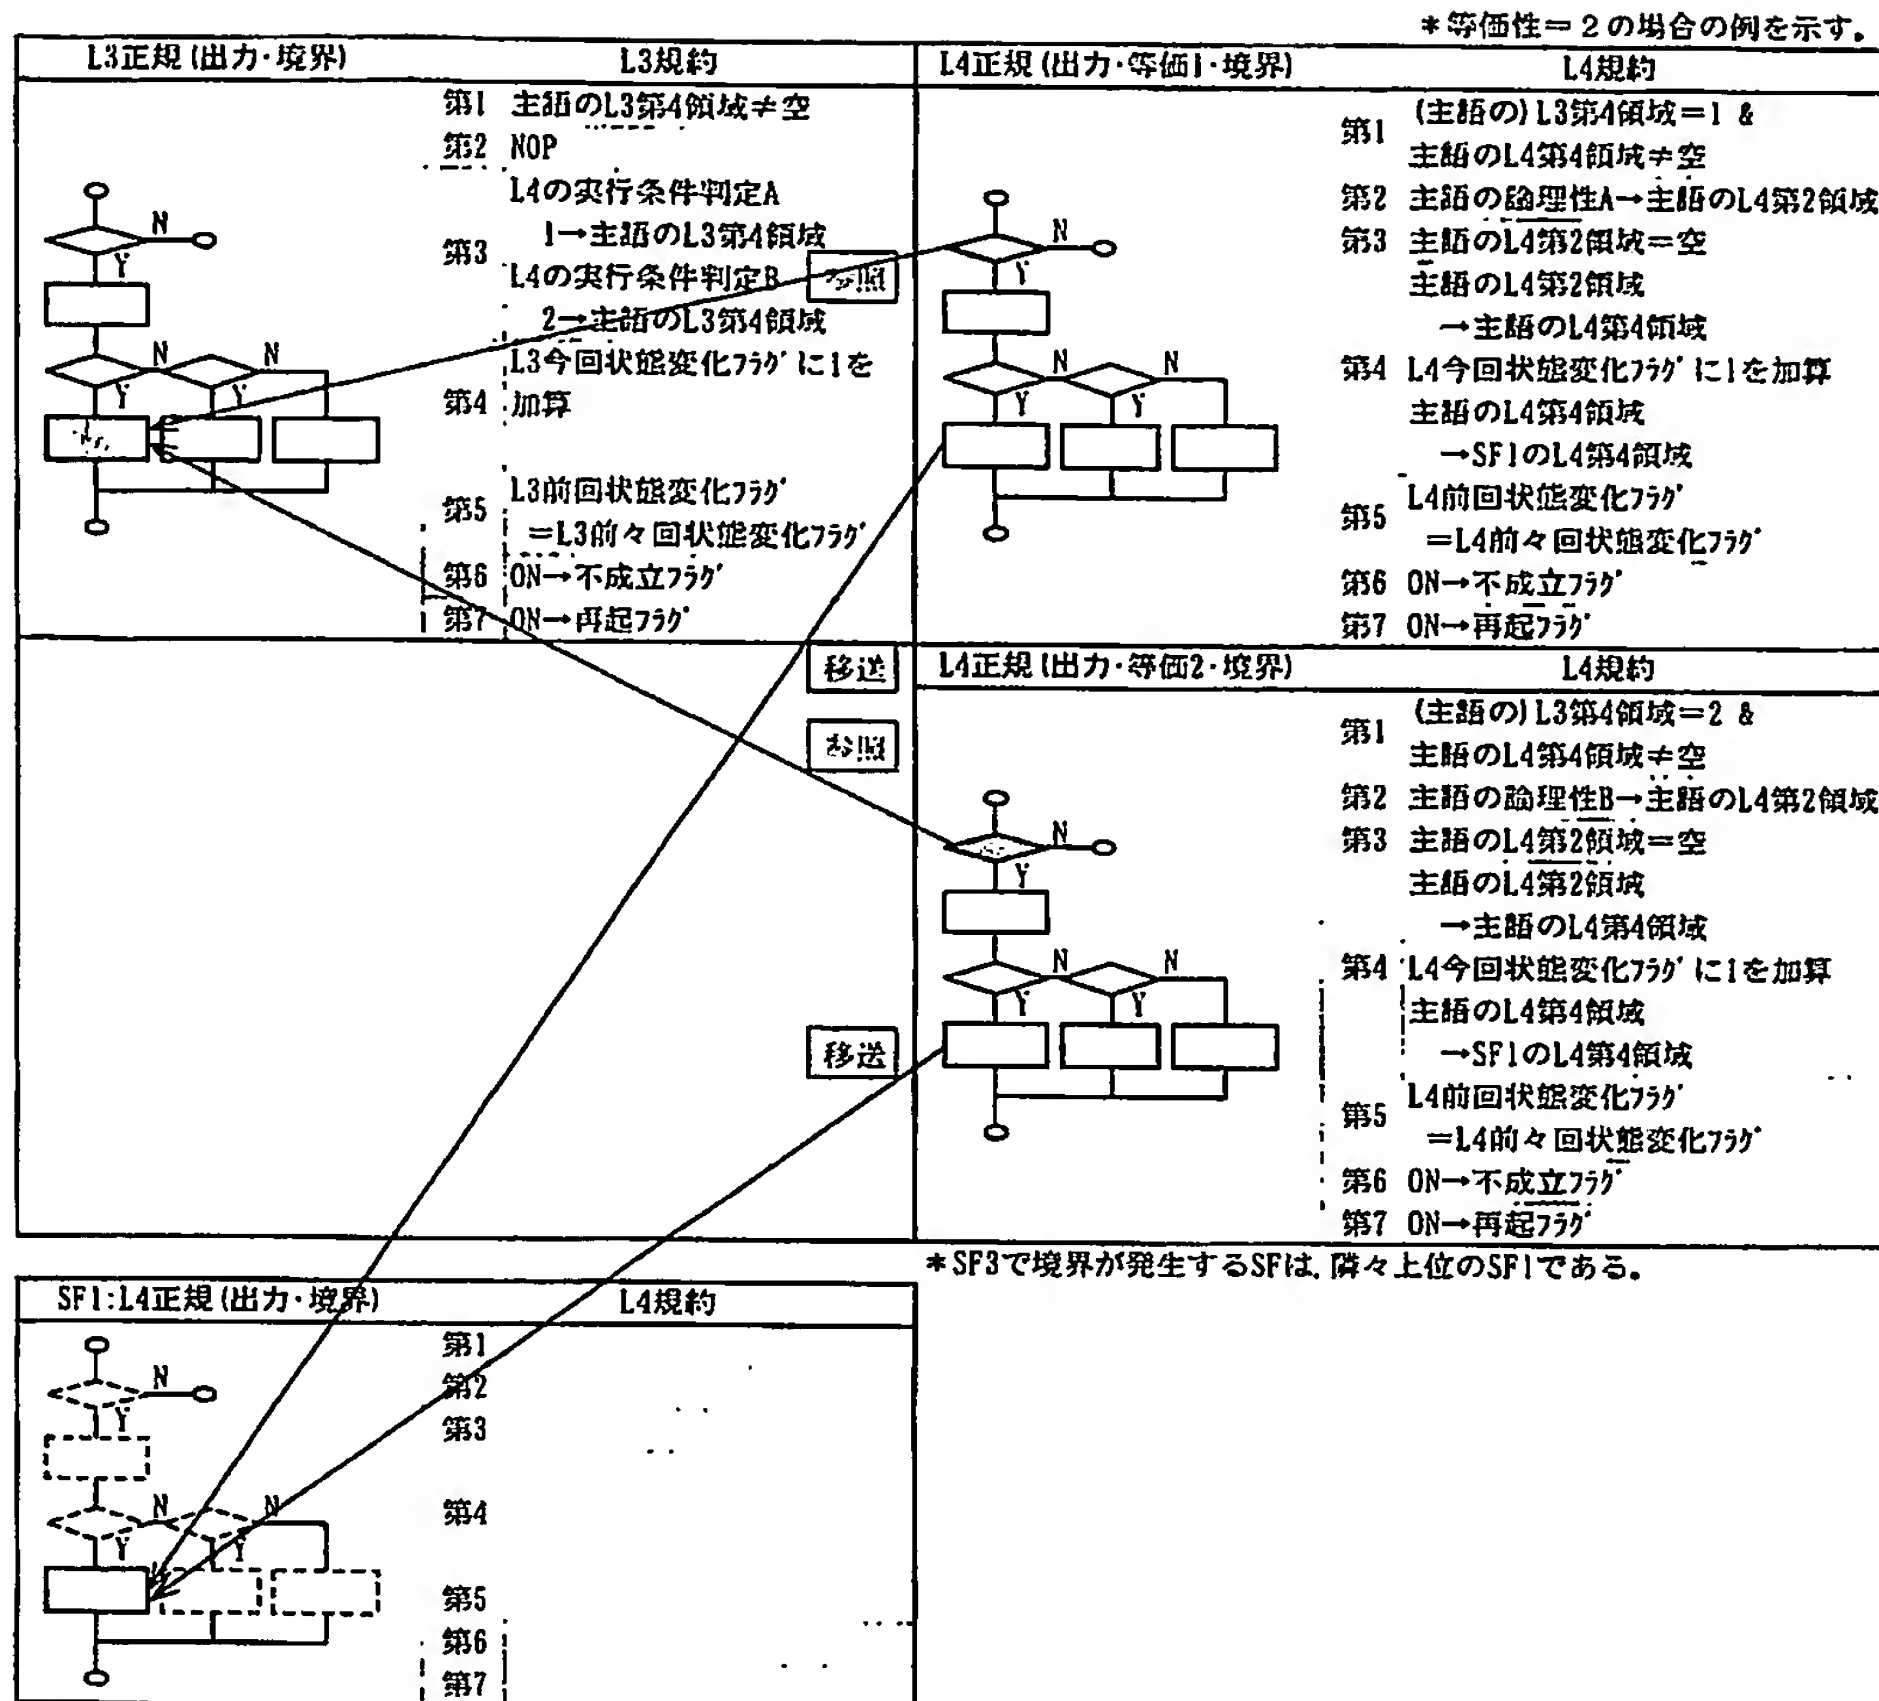 *等価性=2の場合の例を示す。
L3正規(出力・境界) L3規約
第1 主語のL3第4領域≠空
第2 NOP
第3 L4の実行条件判定A
1→主語のL3第4領域
L4の実行条件判定B
2→主語のL3第4領域
第4 L3今回状態変化フラグに1を
加算
第5 L3前回状態変化フラグ
=L3前々回状態変化フラグ
第6 ON→不成立フラグ
第7 ON→再起フラグ
N
Y
N
N
Y
Y
参照
L4正規(出力・等価1・境界) L4規約
第1 (主語の)L3第4領域=1 &
主語のL4第4領域≠空
第2 主語の論理性A→主語のL4第2領域
第3 主語のL4第2領域=空
主語のL4第2領域
→主語のL4第4領域
第4 L4今回状態変化フラグに1を加算
主語のL4第4領域
→SF1のL4第4領域
第5 L4前回状態変化フラグ
=L4前々回状態変化フラグ
第6 ON→不成立フラグ
第7 ON→再起フラグ
N
Y
N
N
Y
Y
移送
参照
移送
L4正規(出力・等価2・境界) L4規約
第1 (主語の)L3第4領域=2 &
主語のL4第4領域≠空
第2 主語の論理性B→主語のL4第2領域
第3 主語のL4第2領域=空
主語のL4第2領域
→主語のL4第4領域
第4 L4今回状態変化フラグに1を加算
主語のL4第4領域
→SF1のL4第4領域
第5 L4前回状態変化フラグ
=L4前々回状態変化フラグ
第6 ON→不成立フラグ
第7 ON→再起フラグ
N
Y
N
N
Y
Y
*SF3で境界が発生するSFは、隣々上位のSF1である。
SF1:L4正規(出力・境界) L4規約
第1
第2
第3
第4
第5
第6
第7
N
Y
N
N
Y
Y